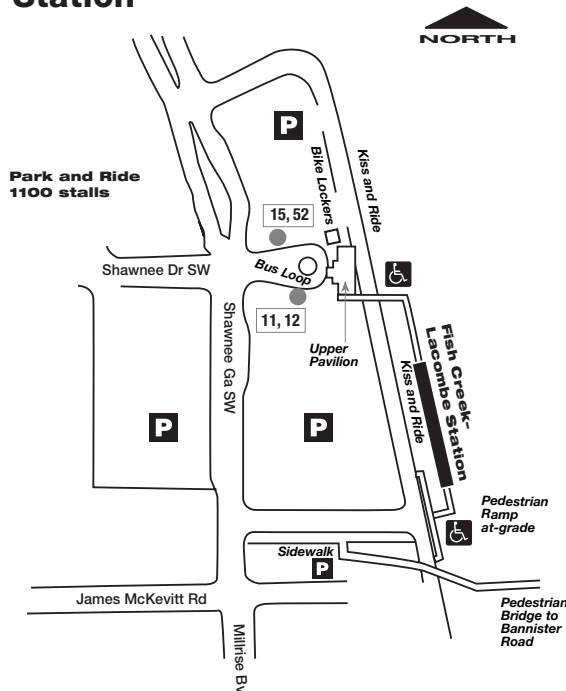 Station
NORTH
P
Park and Ride
1100 stalls
Bike Lockers
Kiss and Ride
15, 52
Shawnee Dr SW
Bus Loop
11, 12
Upper
Pavilion
Shawnee Ga SW
Fish Creek-
Lacombe Station
Kiss and Ride
P
P
Pedestrian
Ramp
at-grade
Sidewalk
P
James McKevitt Rd
Pedestrian
Bridge to
Bannister
Road
Millrise Bv